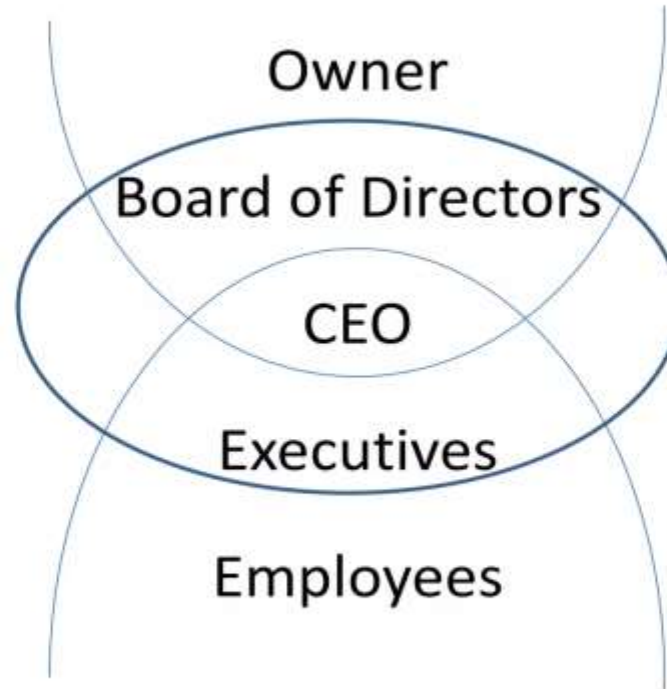 Owner
Board of Directors
CEO
Executives
Employees